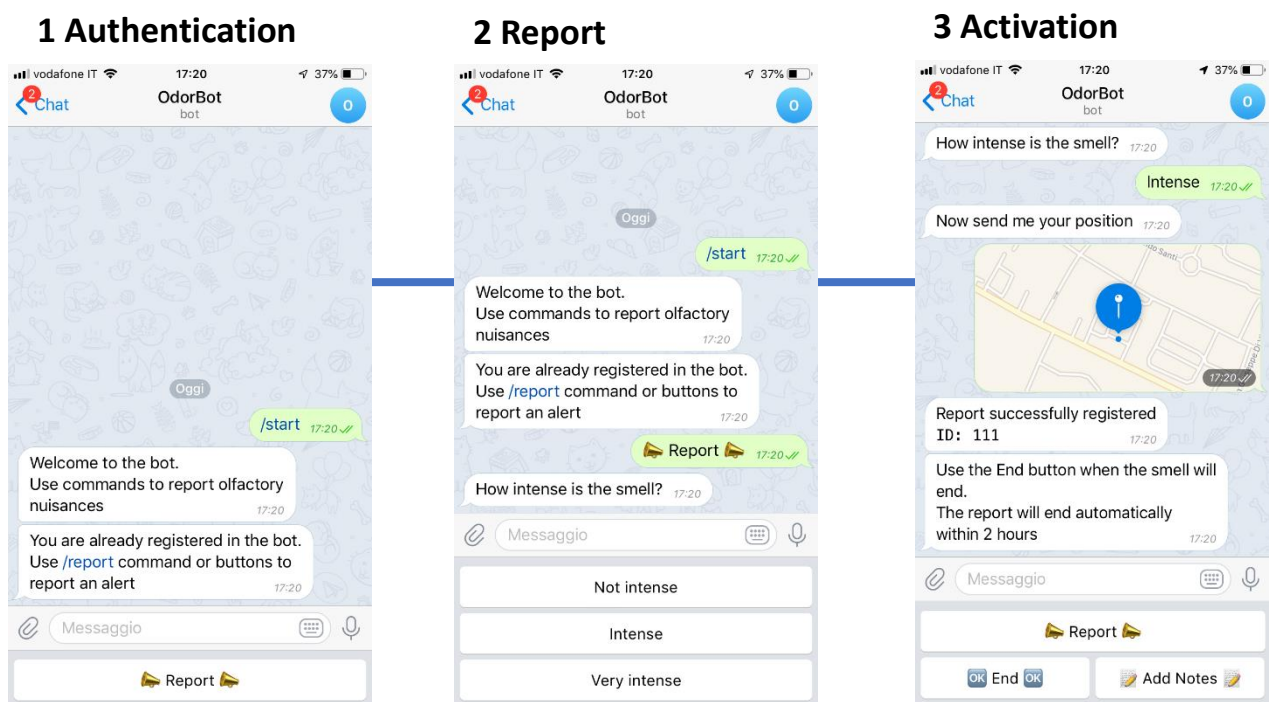 1 Authentication
vodafone IT 17:20 37%
2
Chat
OdorBot
bot
O
Oggi
/start 17:20
Welcome to the bot.
Use commands to report olfactory
nuisances 17:20
You are already registered in the bot.
Use /report command or buttons to
report an alert 17:20
Messaggio
Report
2 Report
vodafone IT 17:20 37%
2
Chat
OdorBot
bot
O
Oggi
/start 17:20
Welcome to the bot.
Use commands to report olfactory
nuisances 17:20
You are already registered in the bot.
Use /report command or buttons to
report an alert 17:20
Report 17:20
How intense is the smell? 17:20
Messaggio
Not intense
Intense
Very intense
3 Activation
vodafone IT 17:20 37%
2
Chat
OdorBot
bot
O
How intense is the smell? 17:20
Intense 17:20
Now send me your position 17:20
Santi
17:20
Report successfully registered
ID: 111 17:20
Use the End button when the smell will
end.
The report will end automatically
within 2 hours 17:20
Messaggio
Report
OK End OK
Add Notes